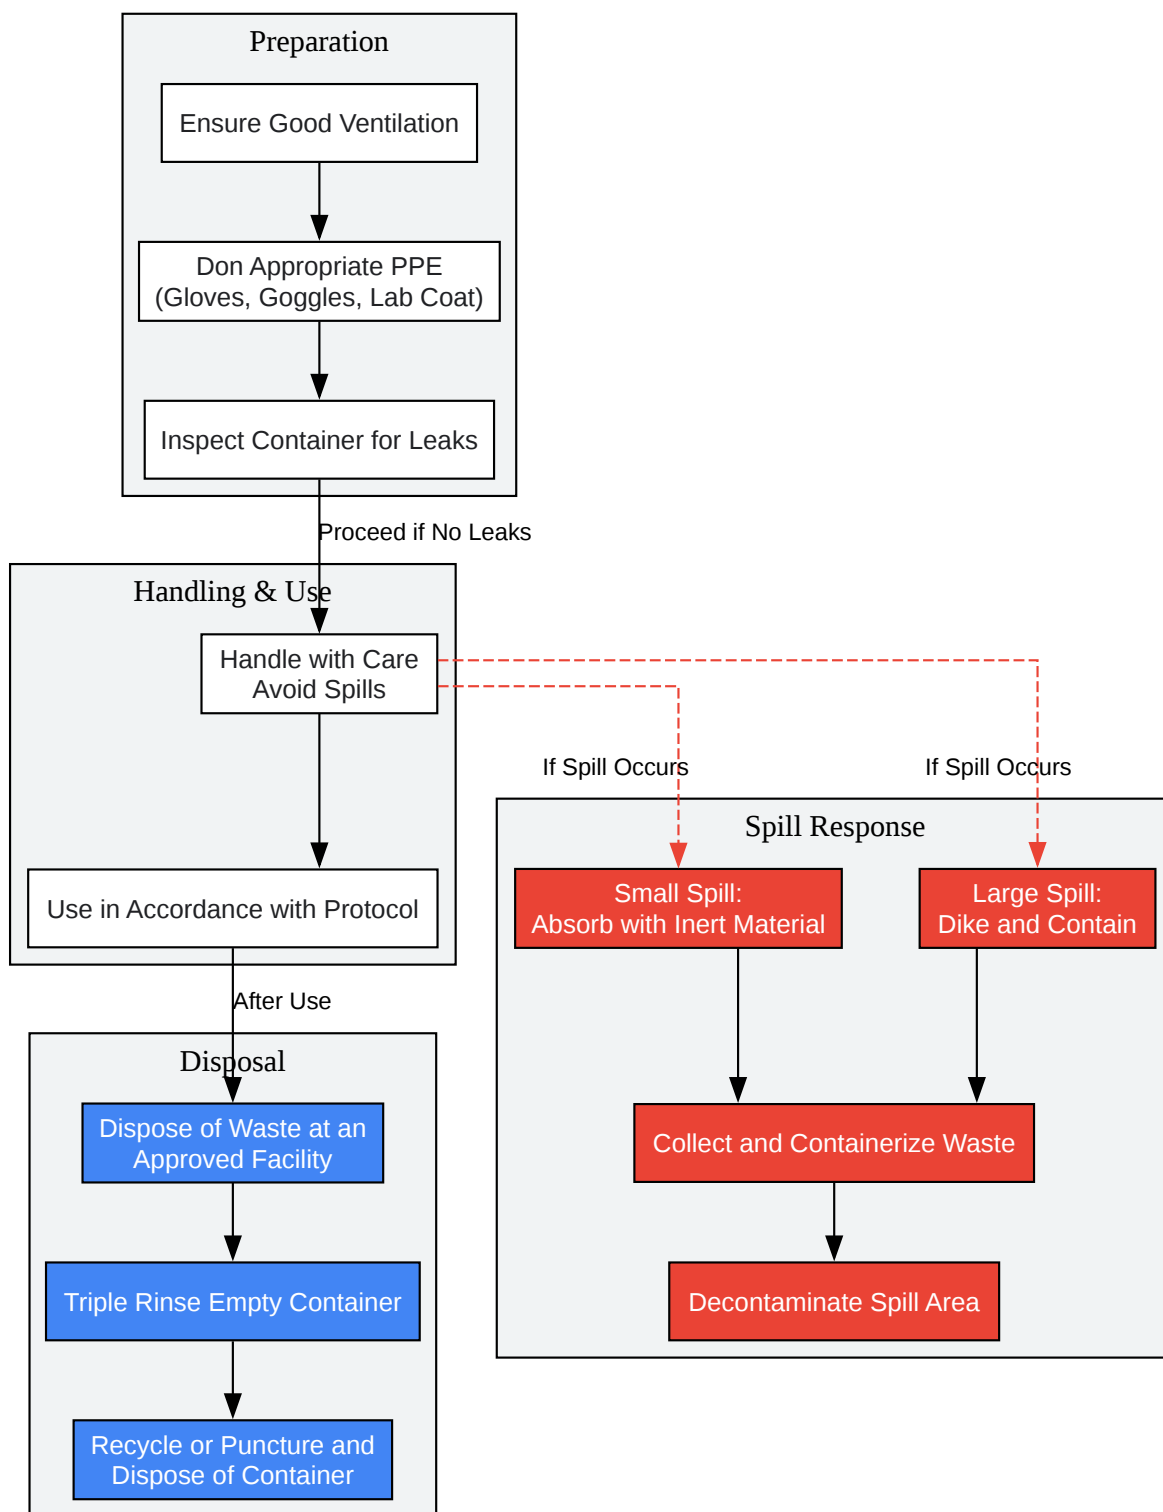 Preparation
Ensure Good Ventilation
Don Appropriate PPE
(Gloves, Goggles, Lab Coat)
Inspect Container for Leaks
Proceed if No Leaks
Handling & Use
Handle with Care
Avoid Spills
Use in Accordance with Protocol
If Spill Occurs
If Spill Occurs
Spill Response
Small Spill:
Absorb with Inert Material
Large Spill:
Dike and Contain
Collect and Containerize Waste
Decontaminate Spill Area
After Use
Disposal
Dispose of Waste at an
Approved Facility
Triple Rinse Empty Container
Recycle or Puncture and
Dispose of Container